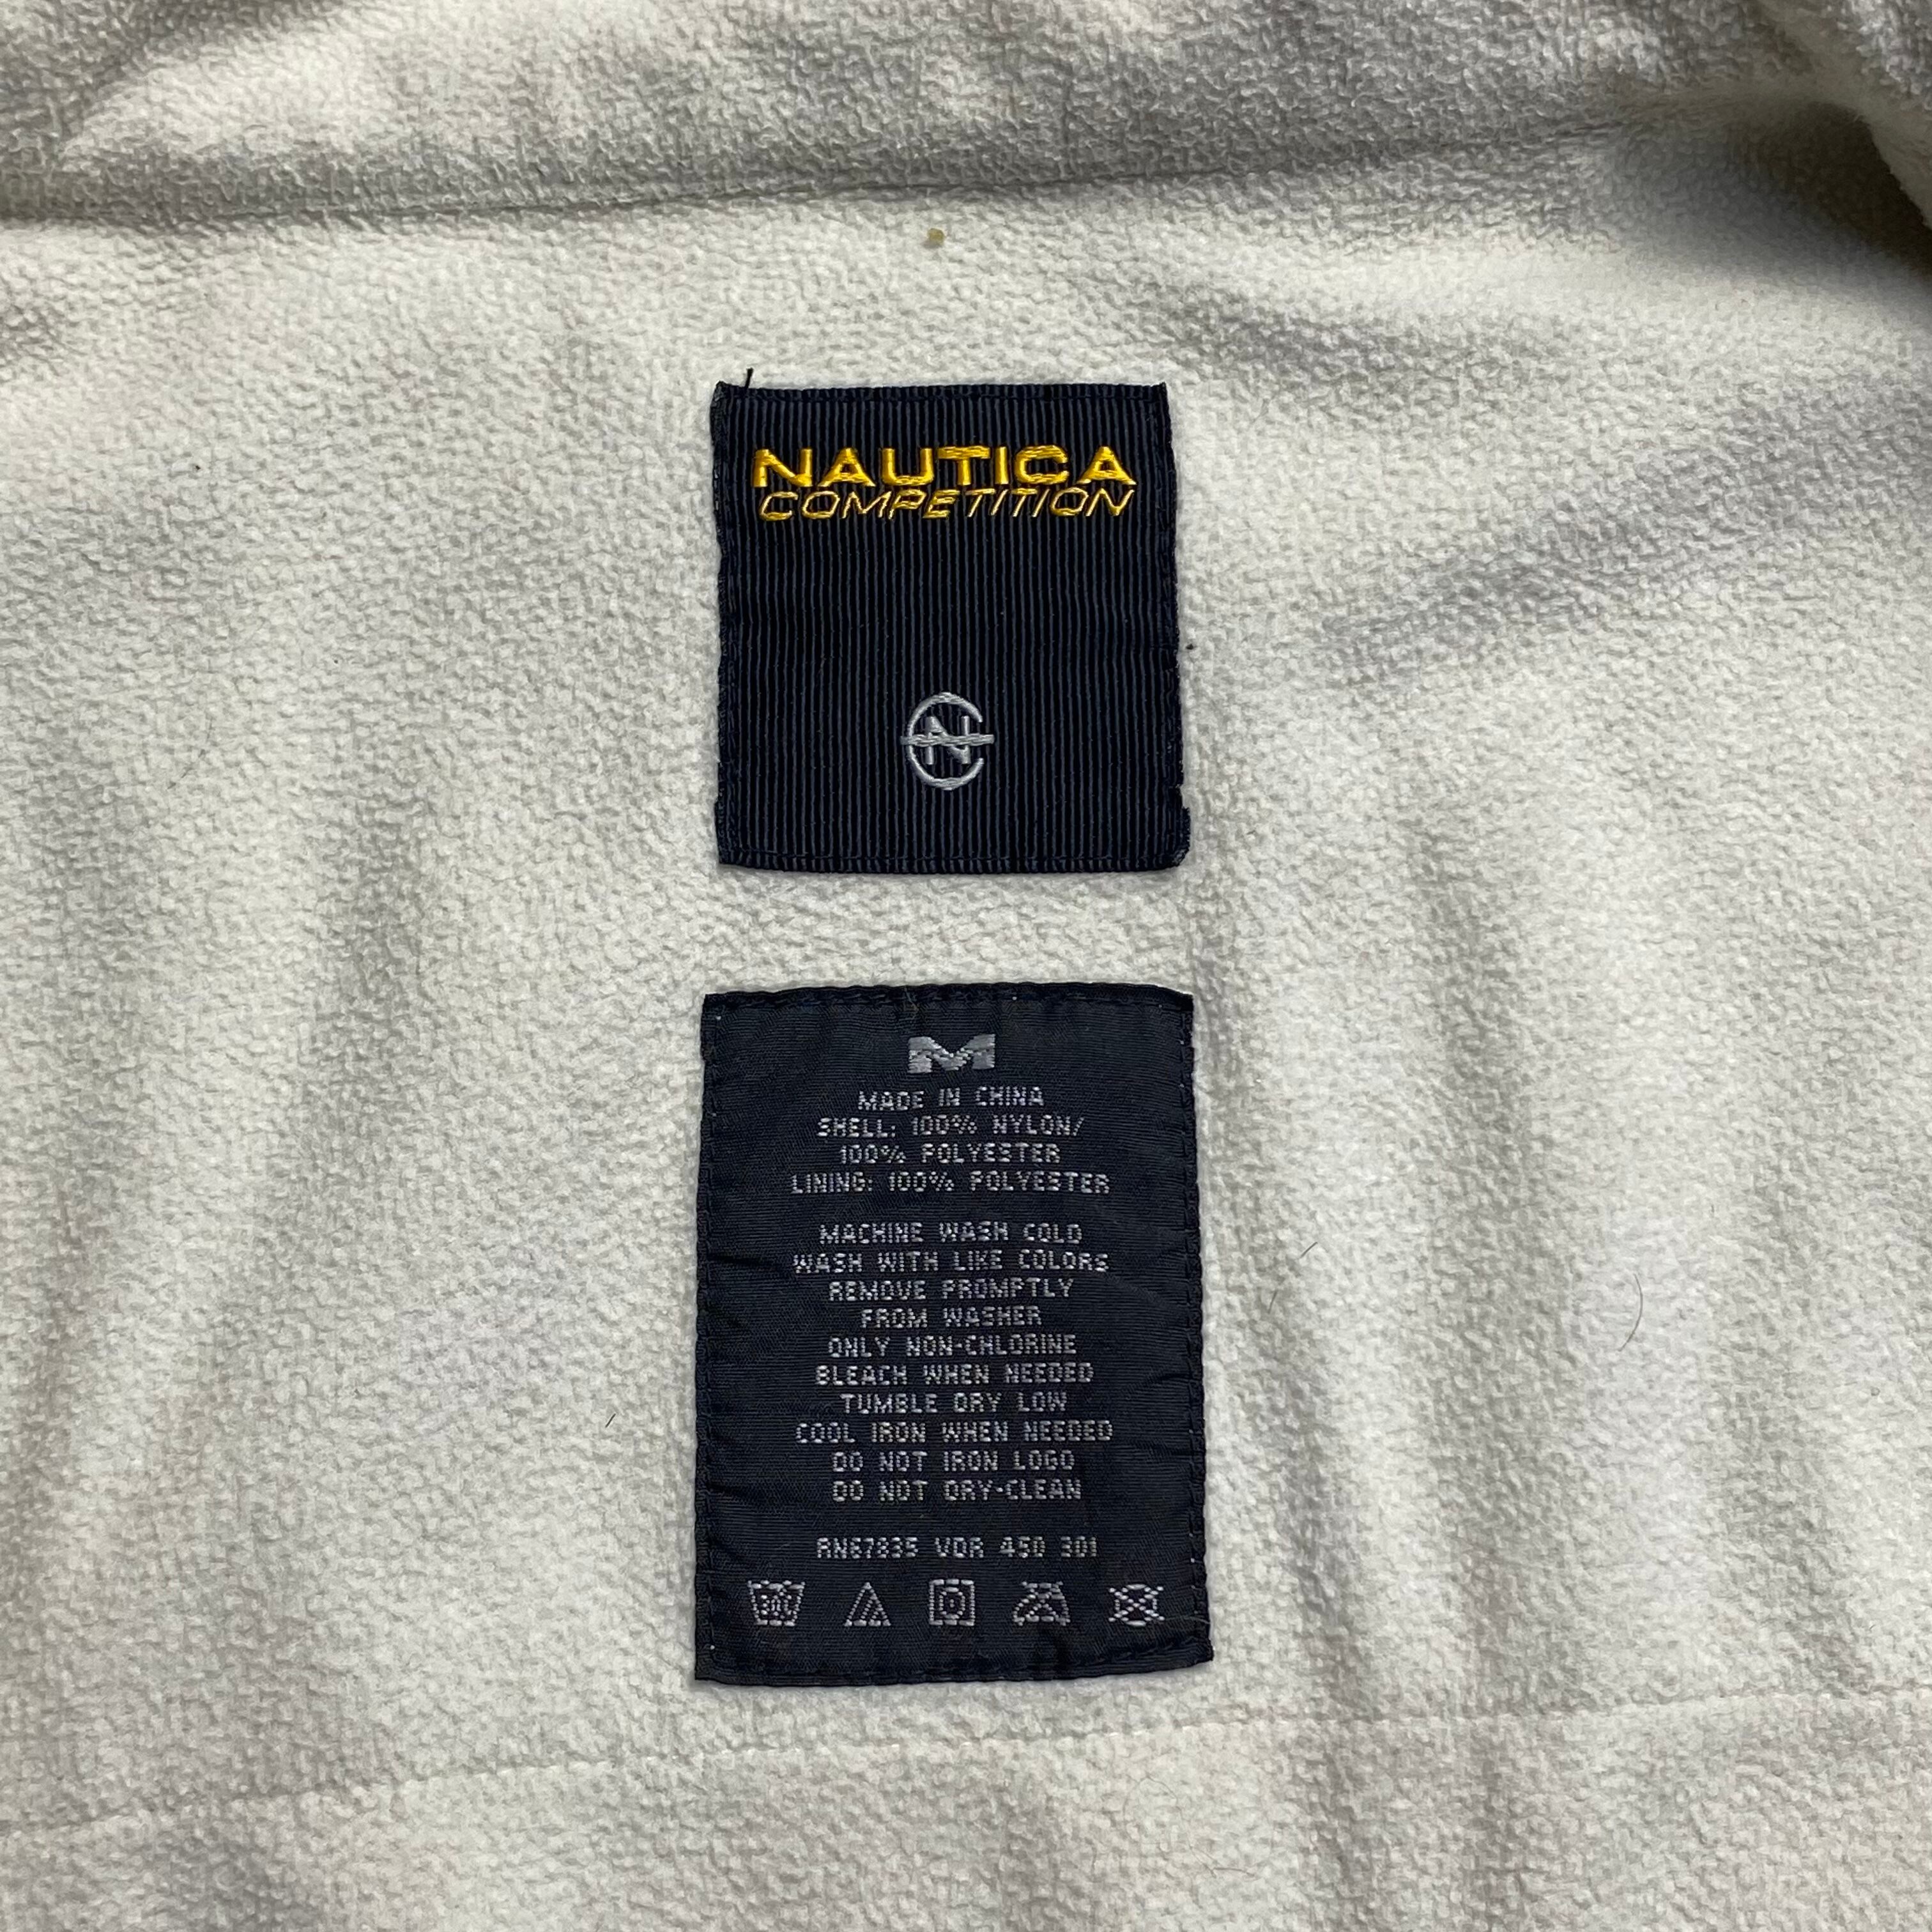 NAUTICA
COMPETITION
N
M
MADE IN CHINA
SHELL: 100% NYLON/
100% POLYESTER
LINING: 100% POLYESTER
MACHINE WASH COLD
WASH WITH LIKE COLORS
REMOVE PROMPTLY
FROM WASHER
ONLY NON-CHLORINE
BLEACH WHEN NEEDED
TUMBLE DRY LOW
COOL IRON WHEN NEEDED
DO NOT IRON LOGO
DO NOT DRY-CLEAN
RN67835 VDR 450 301